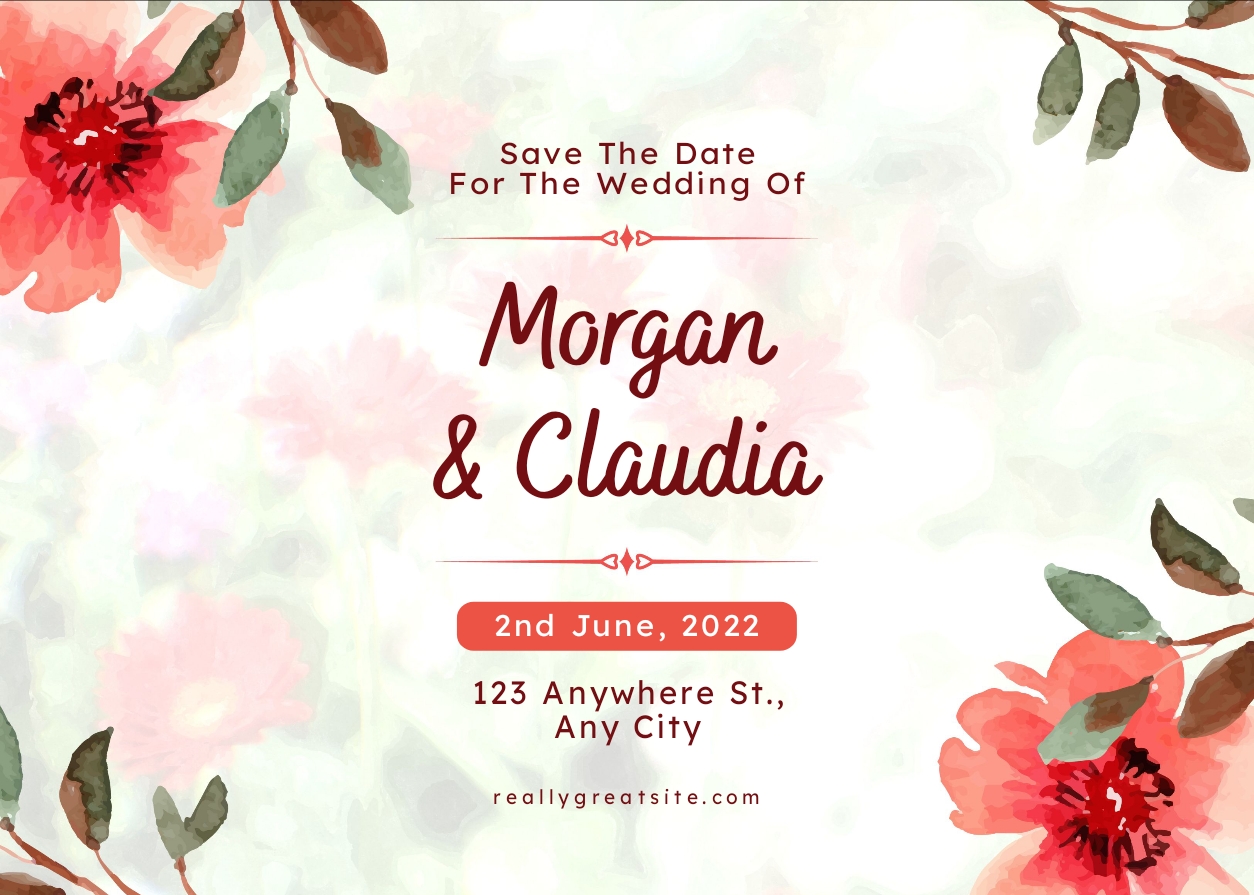 Save The Date
For The Wedding Of
Morgan
& Claudia
2nd June, 2022
123 Anywhere St.,
Any City
reallygreatsite.com